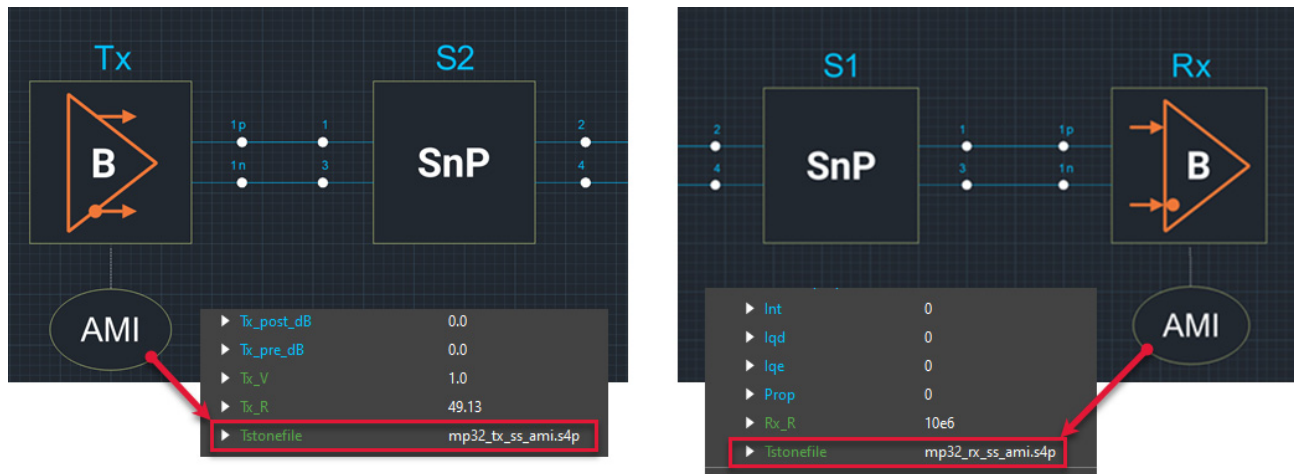 Tx
S2
B
1p
1
1n
3
SnP
2
4
AMI
Tx_post_dB 0.0
Tx_pre_dB 0.0
Tx_V 1.0
Tx_R 49.13
Tstonefile mp32_tx_ss_ami.s4p
S1
Rx
2
4
SnP
1
1p
3
1n
B
AMI
Int 0
Iqd 0
Iqe 0
Prop 0
Rx_R 10e6
Tstonefile mp32_rx_ss_ami.s4p